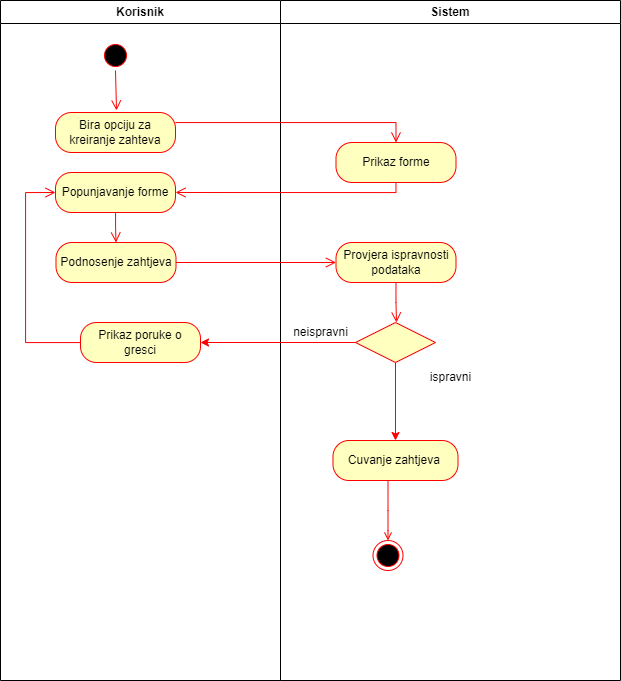 Korisnik
Sistem
Bira opciju za
kreiranje zahteva
Prikaz forme
Popunjavanje forme
Podnosenje zahtjeva
Provjera ispravnosti
podataka
neispravni
Prikaz poruke o
gresci
ispravni
Cuvanje zahtjeva